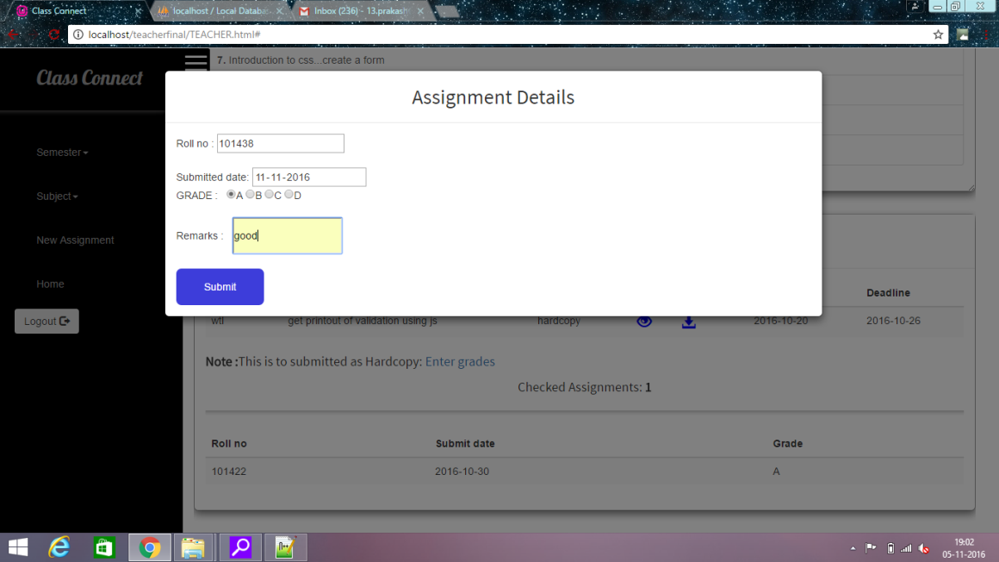 Class Connect
localhost / Local Databas
Inbox (236) - 13.prakash
localhost/teacherfinal/TEACHER.html#
Class Connect
7. Introduction to css...create a form
Assignment Details
Roll no : 101438
Submitted date: 11-11-2016
GRADE : A B C D
Remarks : good
Submit
Semester
Subject
New Assignment
Home
Logout
Deadline
wtl get printout of validation using js hardcopy 2016-10-20 2016-10-26
Note :This is to submitted as Hardcopy: Enter grades
Checked Assignments: 1
Roll no Submit date Grade
101422 2016-10-30 A
19:02
05-11-2016